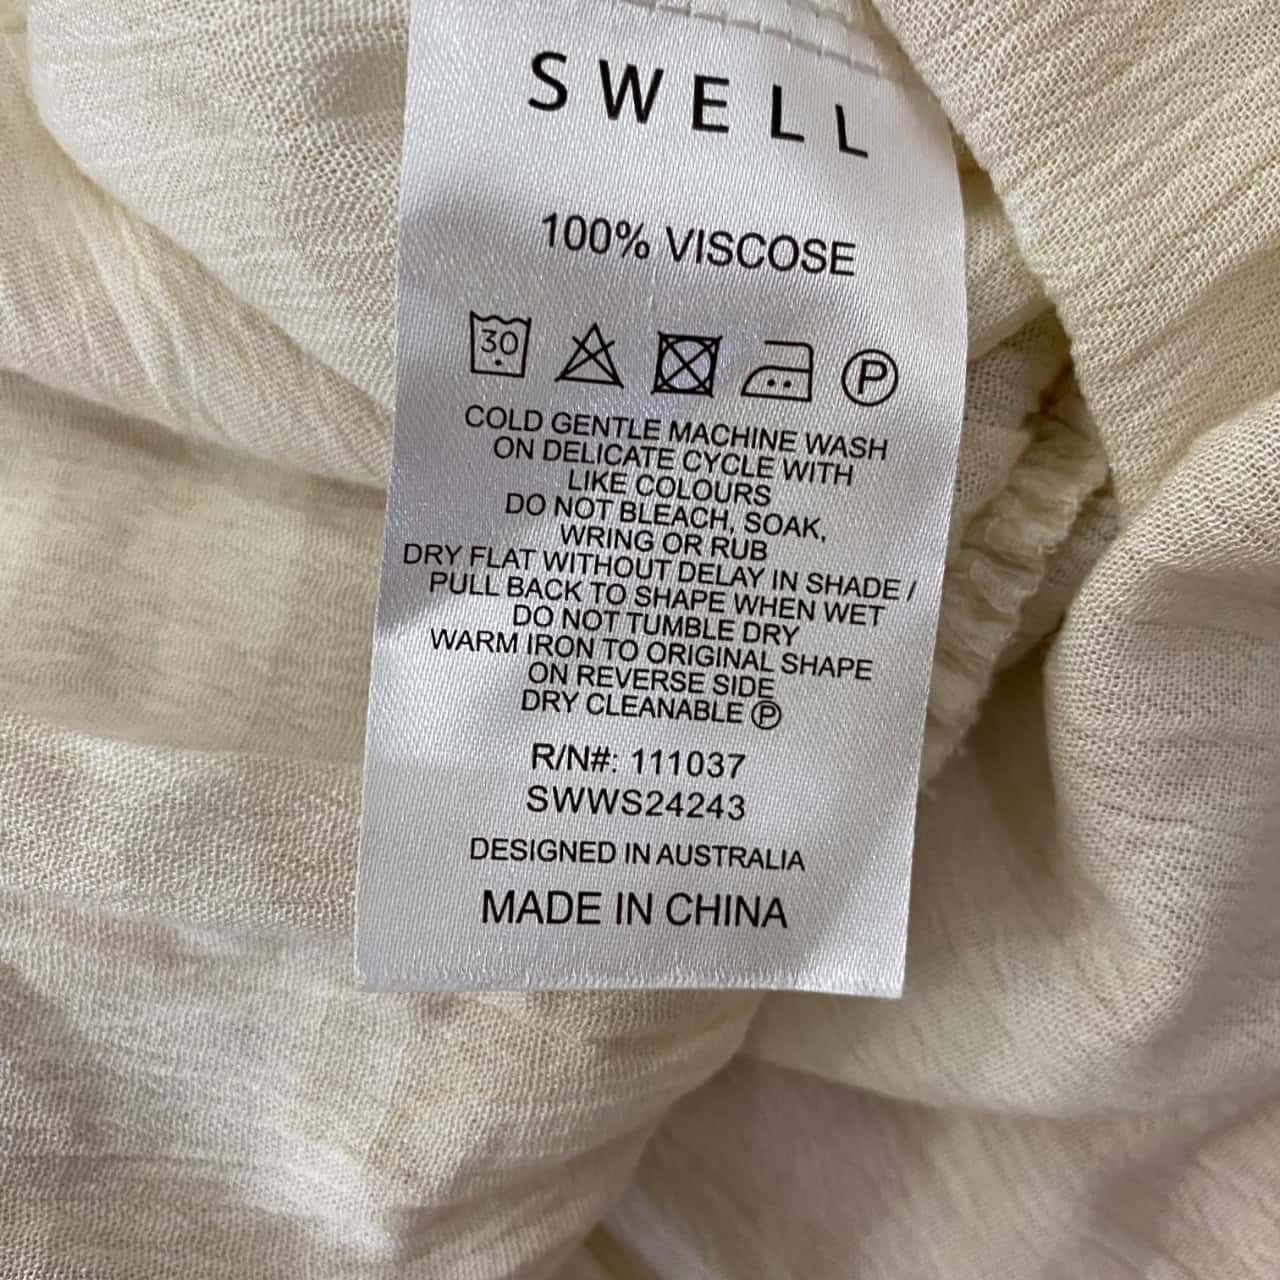 SWELL
100% VISCOSE
30 P
COLD GENTLE MACHINE WASH
ON DELICATE CYCLE WITH
LIKE COLOURS
DO NOT BLEACH, SOAK,
WRING OR RUB
DRY FLAT WITHOUT DELAY IN SHADE /
PULL BACK TO SHAPE WHEN WET
DO NOT TUMBLE DRY
WARM IRON TO ORIGINAL SHAPE
ON REVERSE SIDE
DRY CLEANABLE Ⓟ
R/N#: 111037
SWWS24243
DESIGNED IN AUSTRALIA
MADE IN CHINA